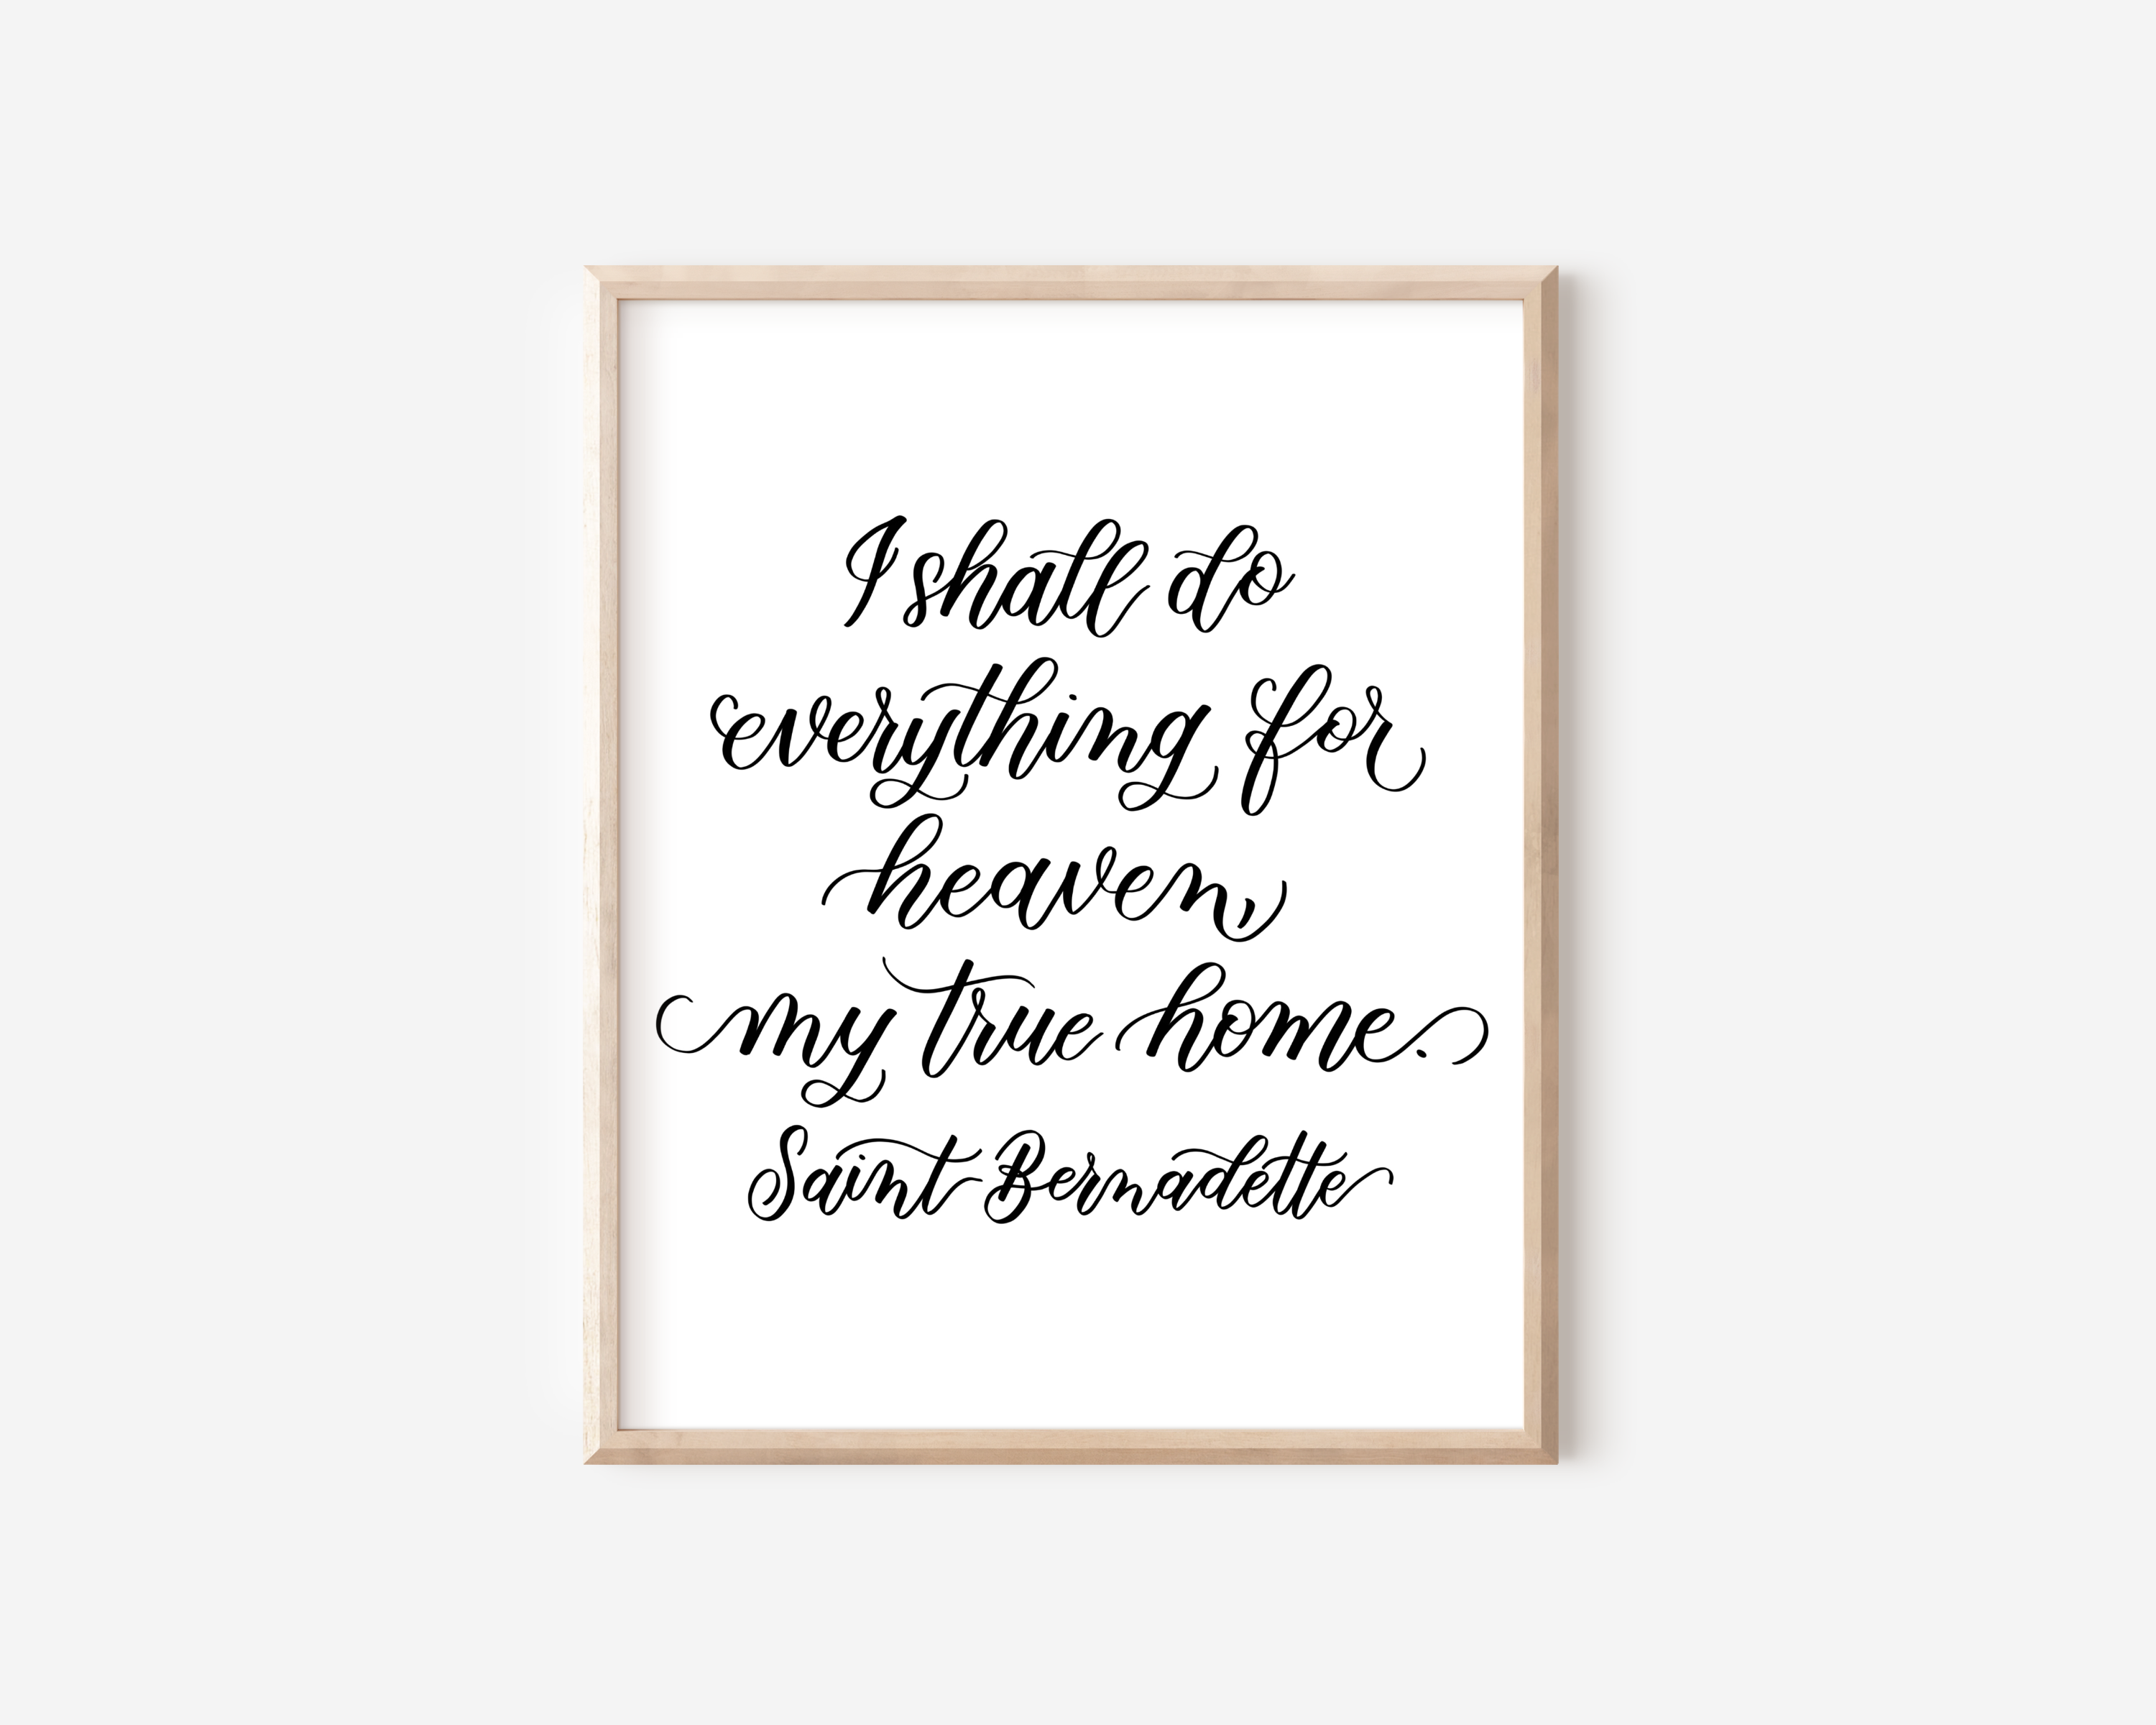 I shall do
everything for
heaven,
my true home.
Saint Bernadette